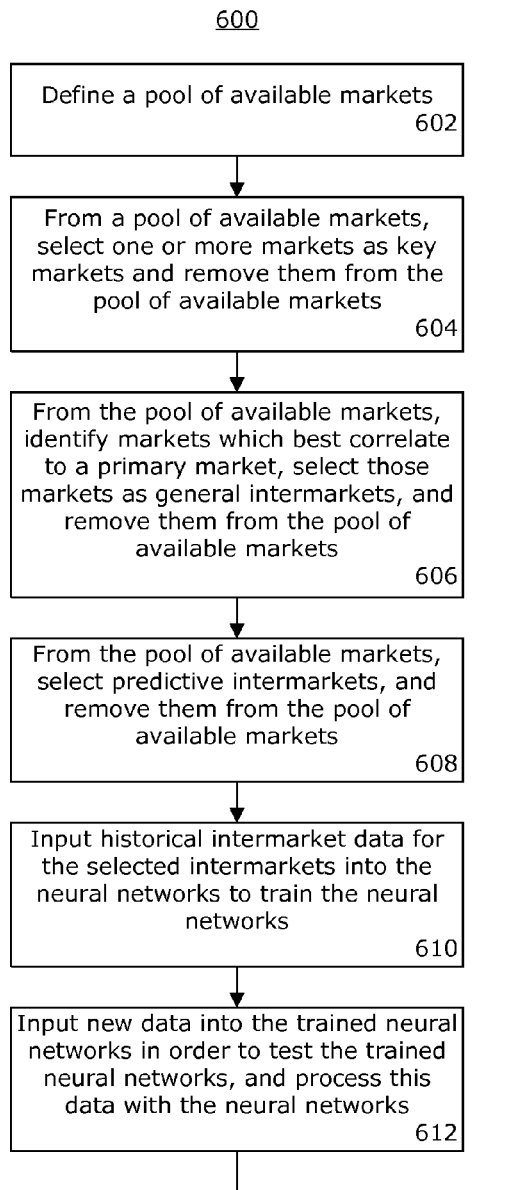 600
Define a pool of available markets
602
From a pool of available markets,
select one or more markets as key
markets and remove them from the
pool of available markets
604
From the pool of available markets,
identify markets which best correlate
to a primary market, select those
markets as general intermarkets, and
remove them from the pool of
available markets
606
From the pool of available markets,
select predictive intermarkets, and
remove them from the pool of
available markets
608
Input historical intermarket data for
the selected intermarkets into the
neural networks to train the neural
networks
610
Input new data into the trained neural
networks in order to test the trained
neural networks, and process this
data with the neural networks
612